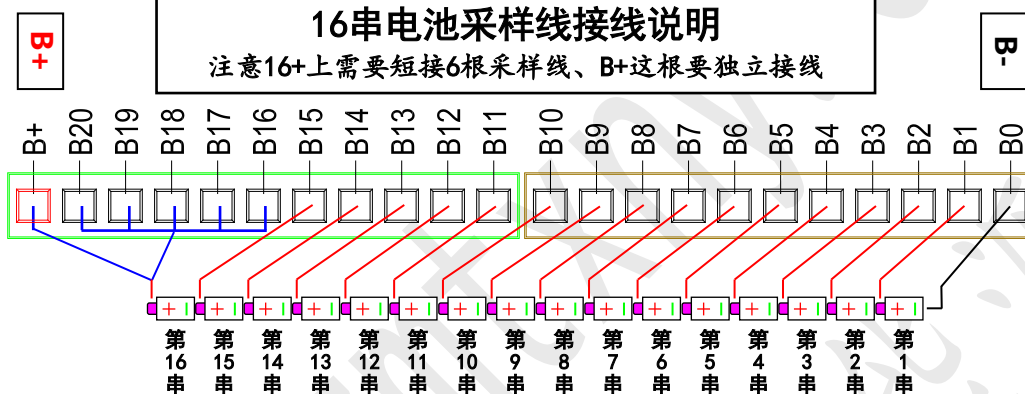 16串电池采样线接线说明
注意16+上需要短接6根采样线、B+这根要独立接线
B+
B-
B+ B20 B19 B18 B17 B16 B15 B14 B13 B12 B11 B10 B9 B8 B7 B6 B5 B4 B3 B2 B1 B0
第16串 第15串 第14串 第13串 第12串 第11串 第10串 第9串 第8串 第7串 第6串 第5串 第4串 第3串 第2串 第1串